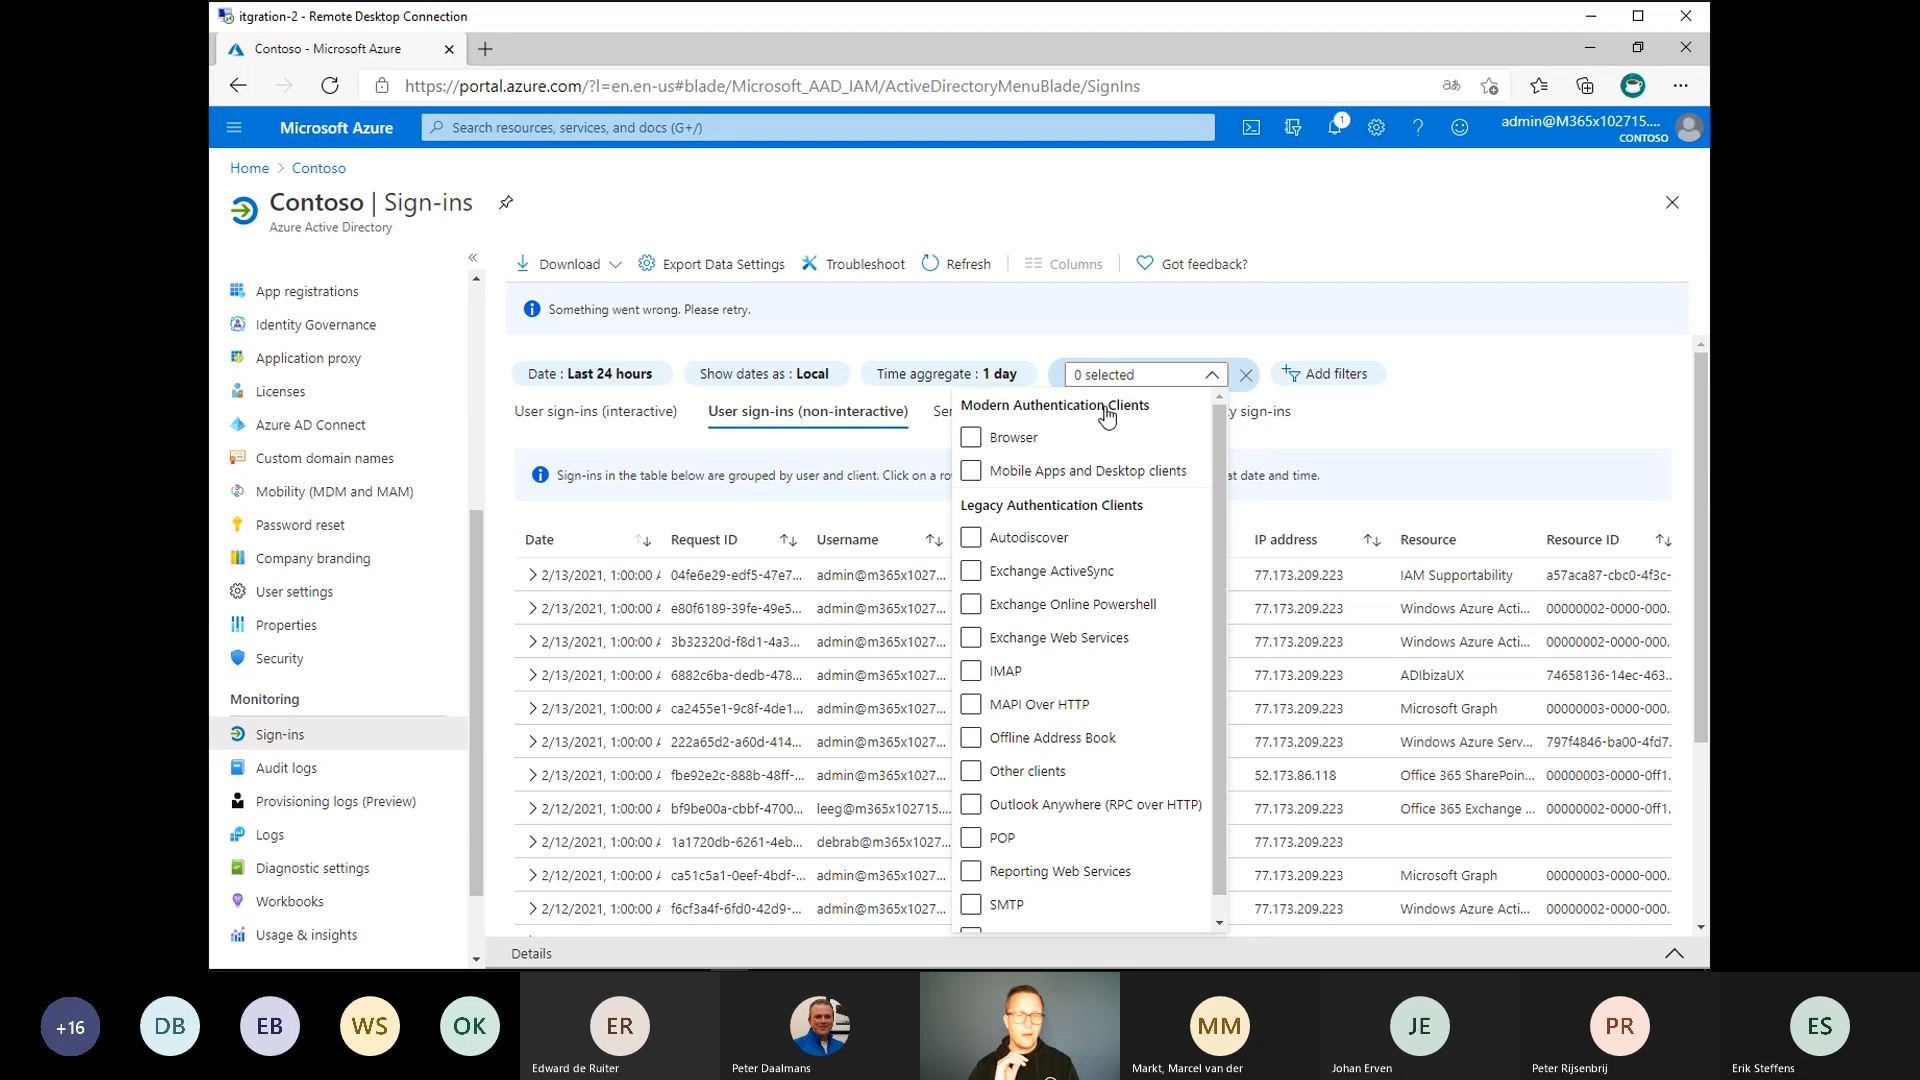 itgration-2 - Remote Desktop Connection
Contoso - Microsoft Azure
https://portal.azure.com/?l=en.en-us#blade/Microsoft_AAD_IAM/ActiveDirectoryMenuBlade/SignIns
Microsoft Azure
Search resources, services, and docs (G+/)
1
admin@M365x102715....
CONTOSO
Home > Contoso
Contoso | Sign-ins
Azure Active Directory
Download
Export Data Settings
Troubleshoot
Refresh
Columns
Got feedback?
App registrations
Identity Governance
Application proxy
Licenses
Azure AD Connect
Custom domain names
Mobility (MDM and MAM)
Password reset
Company branding
User settings
Properties
Security
Monitoring
Sign-ins
Audit logs
Provisioning logs (Preview)
Logs
Diagnostic settings
Workbooks
Usage & insights
Something went wrong. Please retry.
Date : Last 24 hours
Show dates as : Local
Time aggregate : 1 day
0 selected
Add filters
User sign-ins (interactive)
User sign-ins (non-interactive)
Se
y sign-ins
Sign-ins in the table below are grouped by user and client. Click on a ro
at date and time.
Modern Authentication Clients
Browser
Mobile Apps and Desktop clients
Legacy Authentication Clients
Autodiscover
Exchange ActiveSync
Exchange Online Powershell
Exchange Web Services
IMAP
MAPI Over HTTP
Offline Address Book
Other clients
Outlook Anywhere (RPC over HTTP)
POP
Reporting Web Services
SMTP
Date Request ID Username IP address Resource Resource ID
2/13/2021, 1:00:00 A 04fe6e29-edf5-47e7... admin@m365x1027... 77.173.209.223 IAM Supportability a57aca87-cbc0-4f3c-
2/13/2021, 1:00:00 A e80f6189-39fe-49e5... admin@m365x1027... 77.173.209.223 Windows Azure Acti... 00000002-0000-000.
2/13/2021, 1:00:00 A 3b32320d-f8d1-4a3... admin@m365x1027... 77.173.209.223 Windows Azure Acti... 00000002-0000-000.
2/13/2021, 1:00:00 A 6882c6ba-dedb-478... admin@m365x1027... 77.173.209.223 ADIbizaUX 74658136-14ec-463..
2/13/2021, 1:00:00 A ca2455e1-9c8f-4de1... admin@m365x1027... 77.173.209.223 Microsoft Graph 00000003-0000-000.
2/13/2021, 1:00:00 A 222a65d2-a60d-414... admin@m365x1027... 77.173.209.223 Windows Azure Serv... 797f4846-ba00-4fd7.
2/13/2021, 1:00:00 A fbe92e2c-888b-48ff-... admin@m365x1027... 52.173.86.118 Office 365 SharePoin... 00000003-0000-0ff1.
2/12/2021, 1:00:00 A bf9be00a-cbbf-4700... leeg@m365x102715.... 77.173.209.223 Office 365 Exchange ... 00000002-0000-0ff1.
2/12/2021, 1:00:00 A 1a1720db-6261-4eb... debrab@m365x1027... 77.173.209.223
2/12/2021, 1:00:00 A ca51c5a1-0eef-4bdf-... admin@m365x1027... 77.173.209.223 Microsoft Graph 00000003-0000-000.
2/12/2021, 1:00:00 A f6cf3a4f-6fd0-42d9-... admin@m365x1027... 77.173.209.223 Windows Azure Acti... 00000002-0000-000.
Details
+16
DB
EB
WS
OK
ER
MM
JE
PR
ES
Edward de Ruiter
Peter Daalmans
Markt, Marcel van der
Johan Erven
Peter Rijsenbrij
Erik Steffens